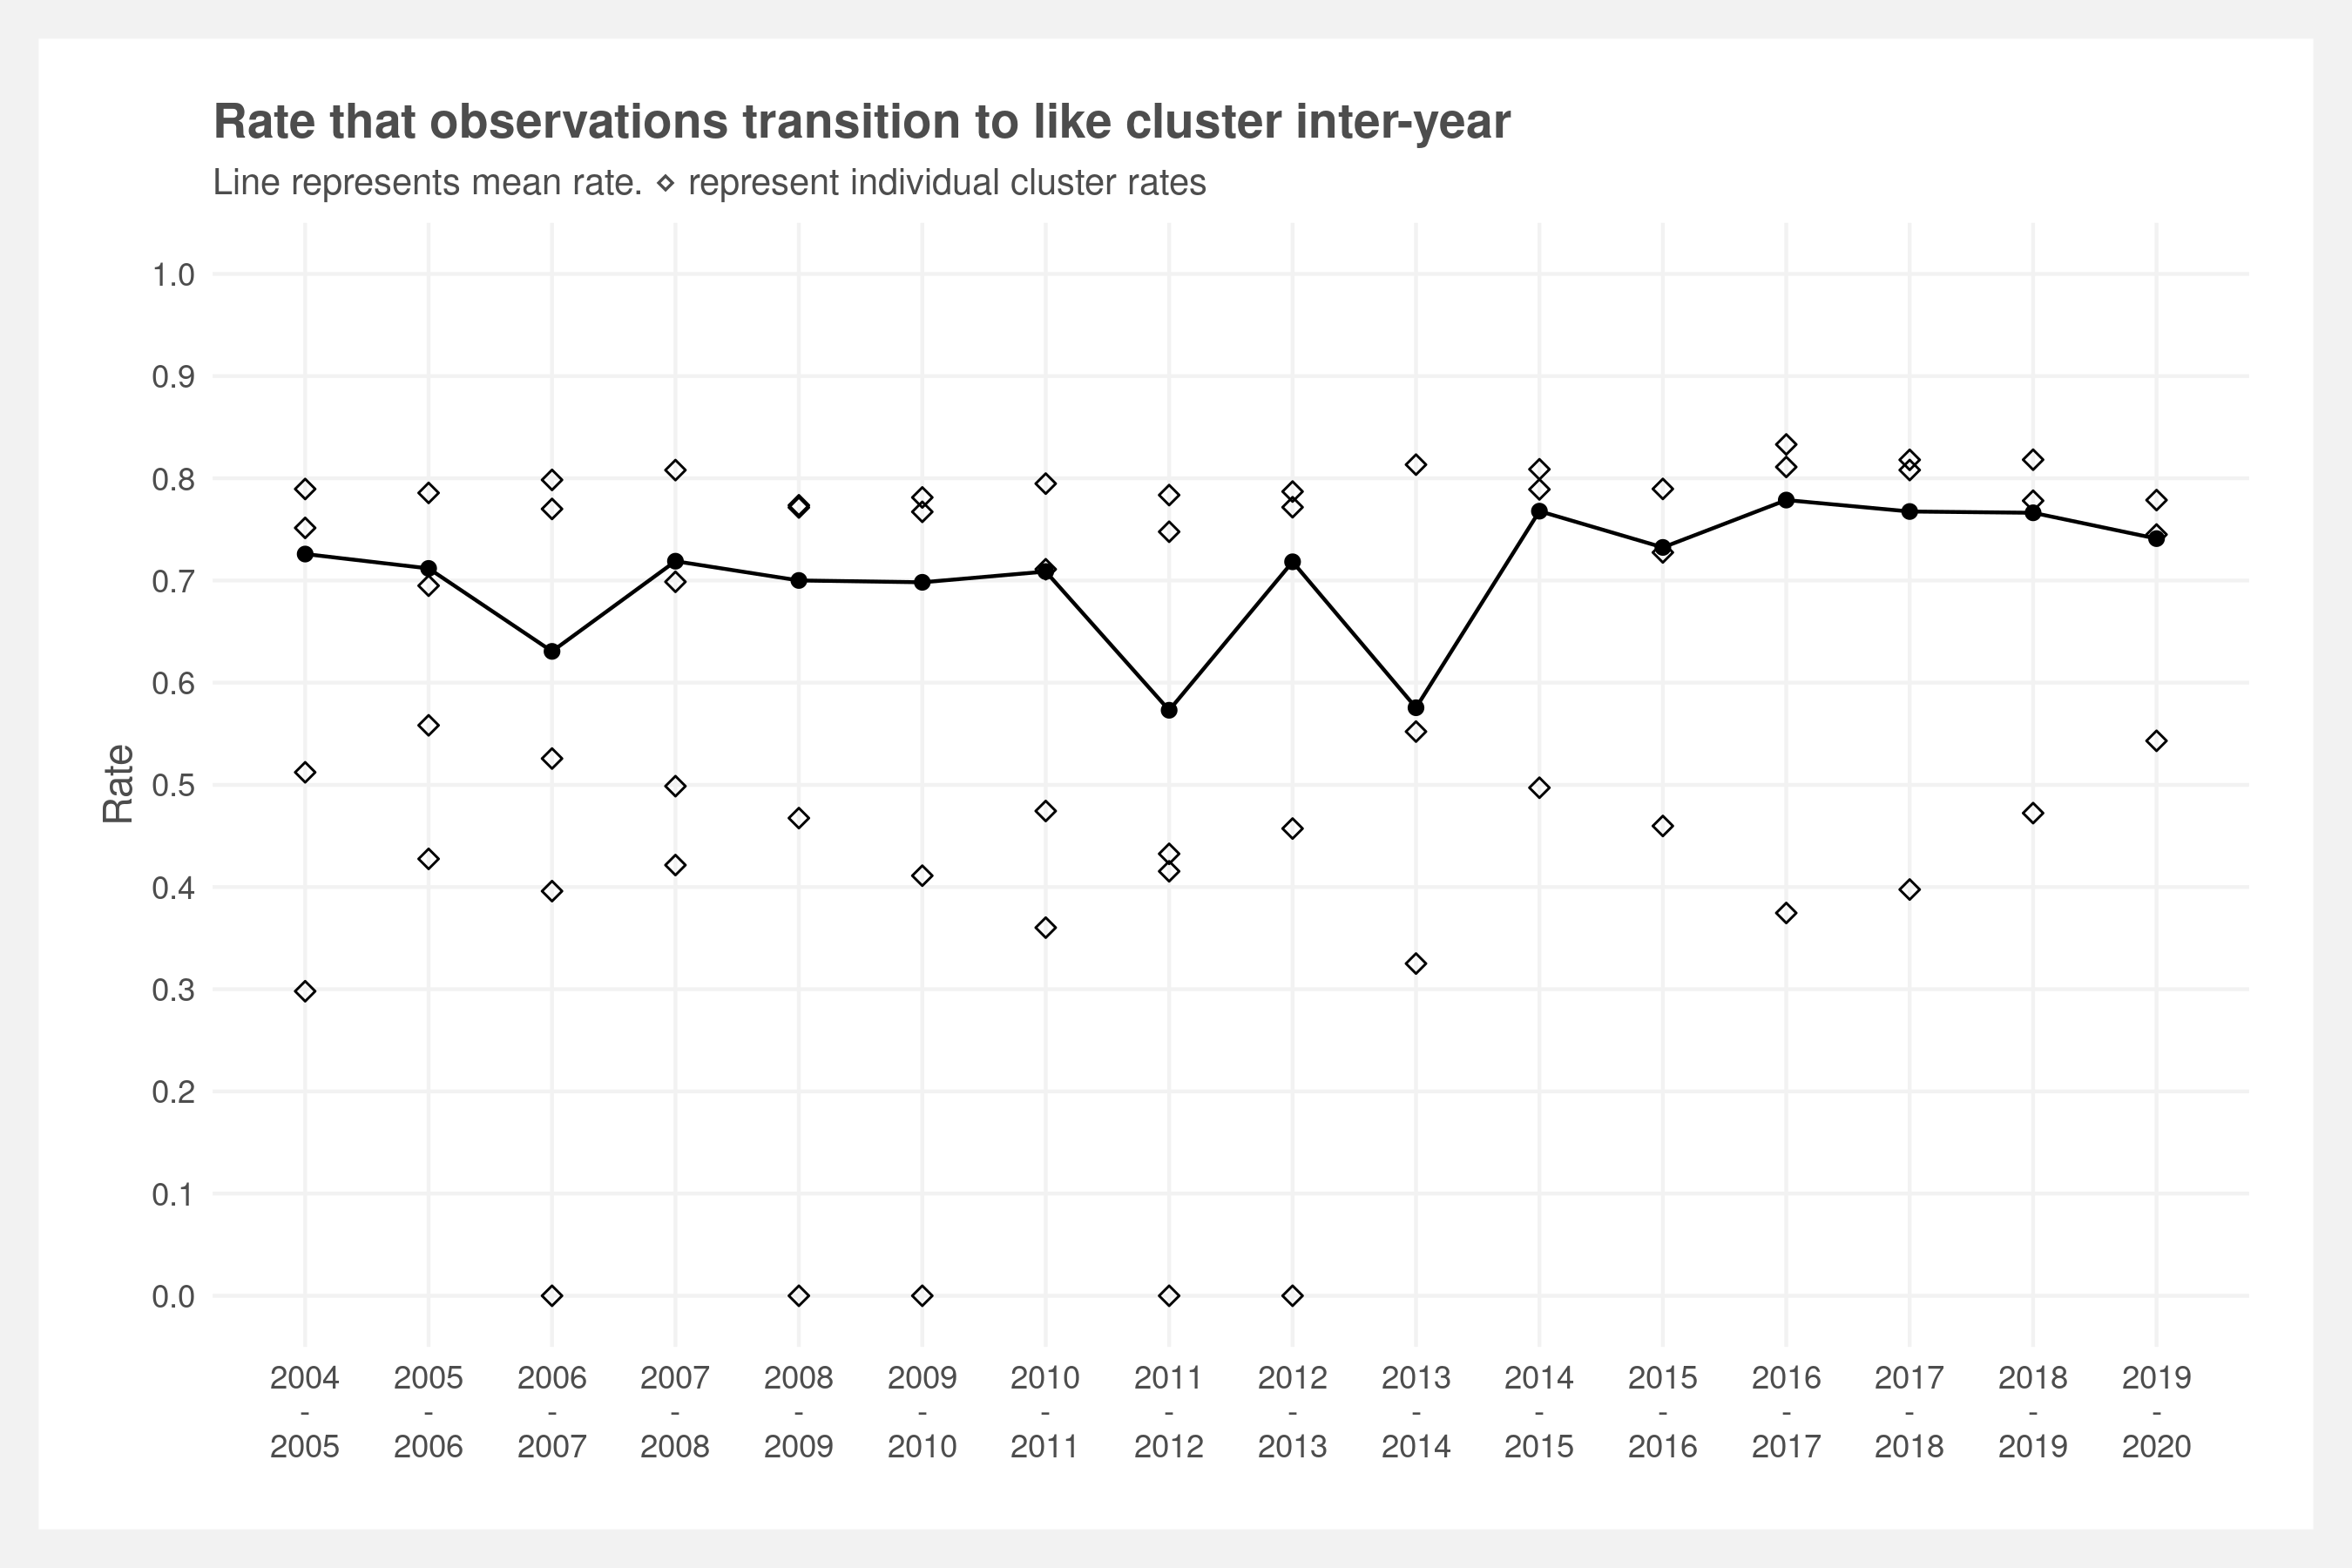 Rate that observations transition to like cluster inter-year
Line represents mean rate. ⋄ represent individual cluster rates
1.0
0.9
0.8
0.7
0.6
0.5
0.4
0.3
0.2
0.1
0.0
Rate
2004 2005 2006 2007 2008 2009 2010 2011 2012 2013 2014 2015 2016 2017 2018 2019
- - - - - - - - - - - - - - - -
2005 2006 2007 2008 2009 2010 2011 2012 2013 2014 2015 2016 2017 2018 2019 2020